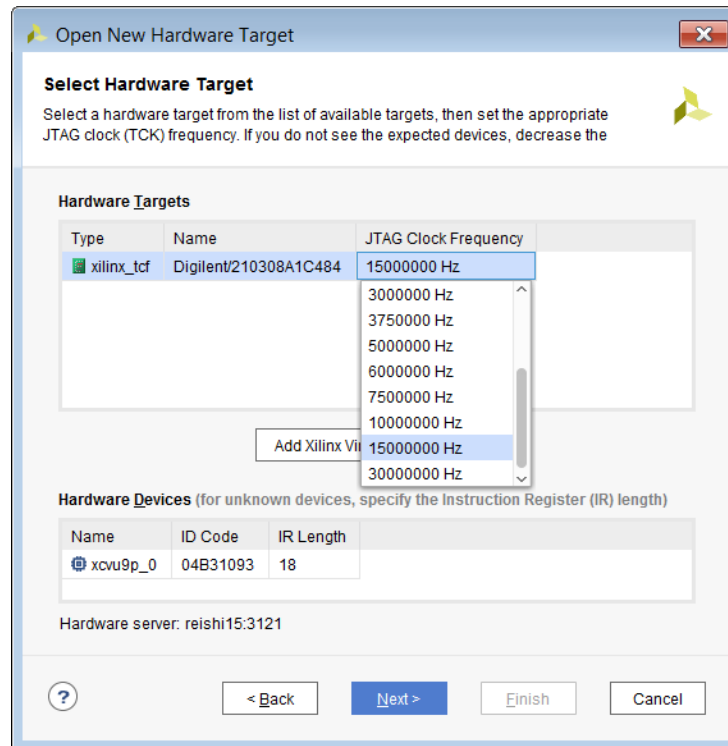 Open New Hardware Target
Select Hardware Target
Select a hardware target from the list of available targets, then set the appropriate
JTAG clock (TCK) frequency. If you do not see the expected devices, decrease the
Hardware Targets
Type Name JTAG Clock Frequency
xilinx_tcf Digilent/210308A1C484 15000000 Hz
3000000 Hz
3750000 Hz
5000000 Hz
6000000 Hz
7500000 Hz
10000000 Hz
Add Xilinx Vi 15000000 Hz
30000000 Hz
Hardware Devices (for unknown devices, specify the Instruction Register (IR) length)
Name ID Code IR Length
xcvu9p_0 04B31093 18
Hardware server: reishi15:3121
? < Back Next > Finish Cancel